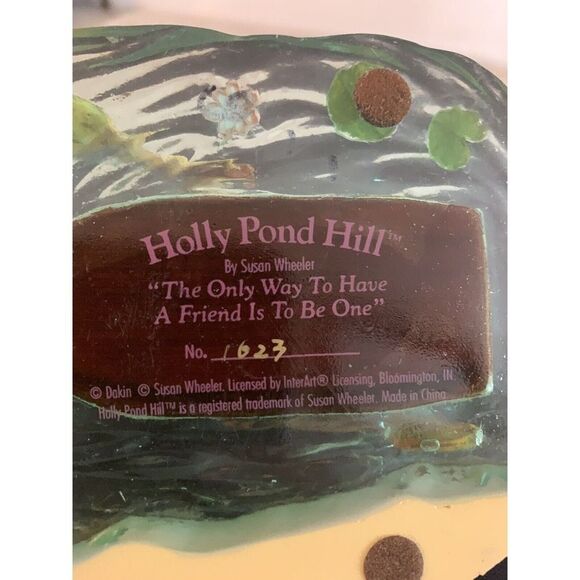 Holly Pond Hill™
By Susan Wheeler
"The Only Way To Have
A Friend Is To Be One"
No. 1623
© Dakin © Susan Wheeler. Licensed by InterArt® Licensing, Bloomington, IN
Holly Pond Hill™ is a registered trademark of Susan Wheeler. Made in China